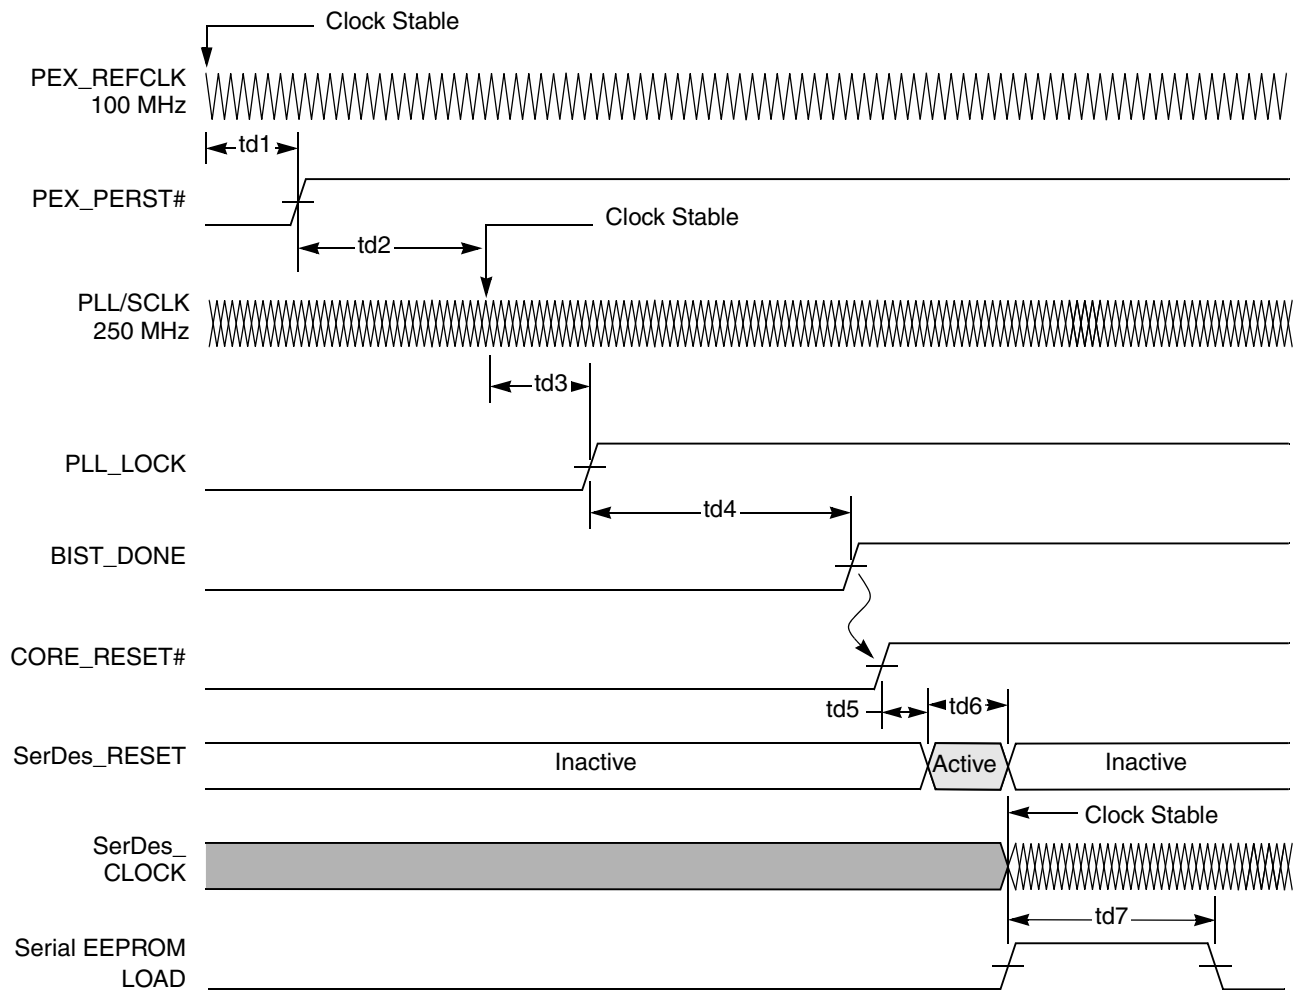 Clock Stable
PEX_REFCLK
100 MHz
td1
PEX_PERST#
Clock Stable
td2
PLL/SCLK
250 MHz
td3
PLL_LOCK
td4
BIST_DONE
CORE_RESET#
td5
td6
SerDes_RESET
Inactive
Active
Inactive
Clock Stable
SerDes_
CLOCK
td7
Serial EEPROM
LOAD